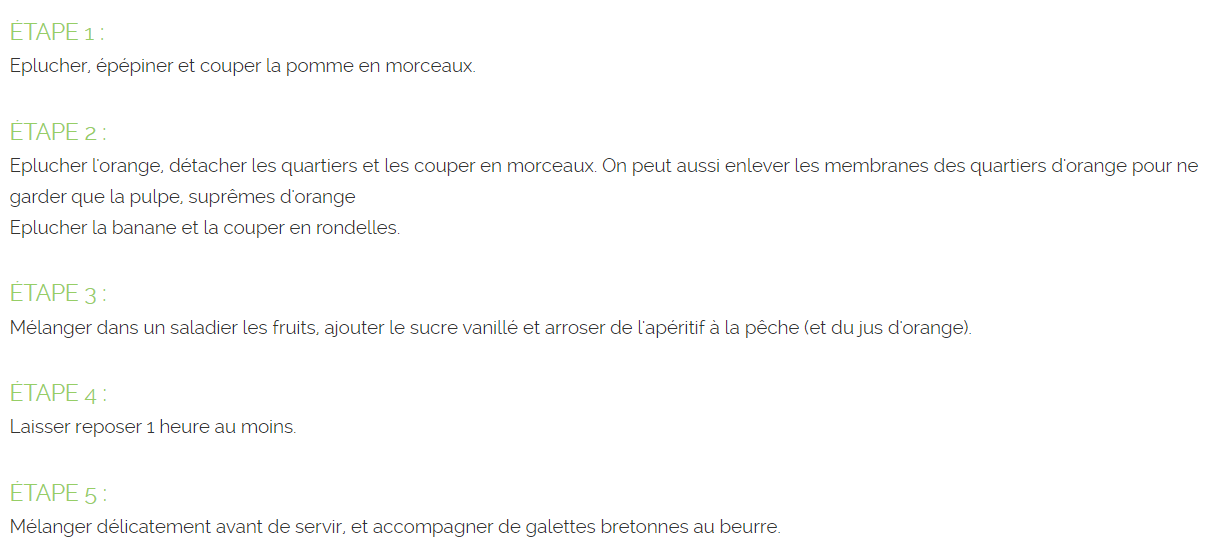 ÉTAPE 1 :
Eplucher, épépiner et couper la pomme en morceaux.
ÉTAPE 2 :
Eplucher l'orange, détacher les quartiers et les couper en morceaux. On peut aussi enlever les membranes des quartiers d'orange pour ne
garder que la pulpe, suprêmes d'orange
Eplucher la banane et la couper en rondelles.
ÉTAPE 3 :
Mélanger dans un saladier les fruits, ajouter le sucre vanillé et arroser de l'apéritif à la pêche (et du jus d'orange).
ÉTAPE 4 :
Laisser reposer 1 heure au moins.
ÉTAPE 5 :
Mélanger délicatement avant de servir, et accompagner de galettes bretonnes au beurre.